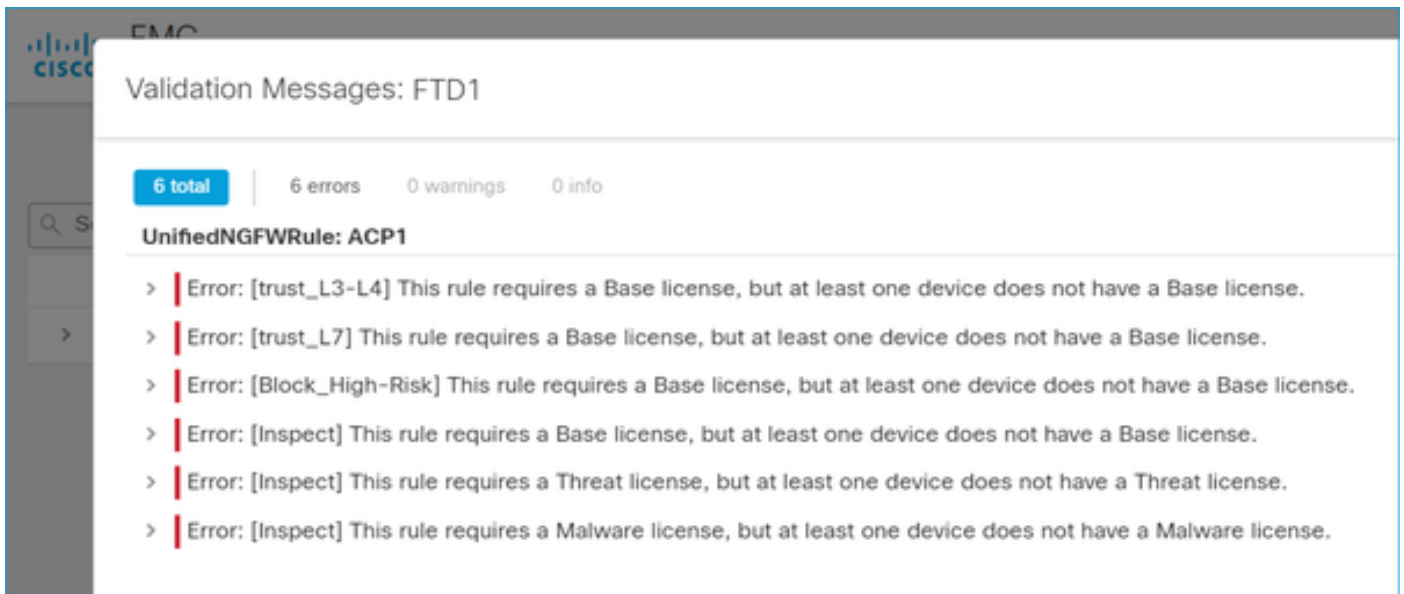 CISCO
FMC
Validation Messages: FTD1
6 total
6 errors
0 warnings
0 info
UnifiedNGFWRule: ACP1
> Error: [trust_L3-L4] This rule requires a Base license, but at least one device does not have a Base license.
> Error: [trust_L7] This rule requires a Base license, but at least one device does not have a Base license.
> Error: [Block_High-Risk] This rule requires a Base license, but at least one device does not have a Base license.
> Error: [Inspect] This rule requires a Base license, but at least one device does not have a Base license.
> Error: [Inspect] This rule requires a Threat license, but at least one device does not have a Threat license.
> Error: [Inspect] This rule requires a Malware license, but at least one device does not have a Malware license.